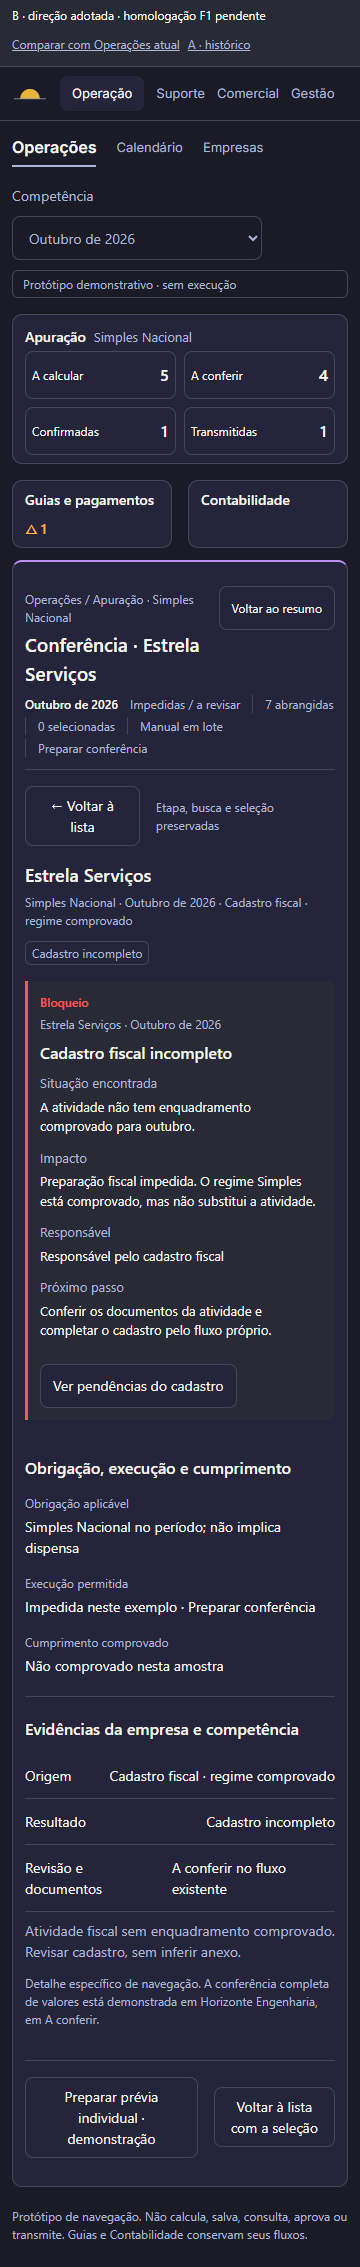 B · direção adotada · homologação F1 pendente
Comparar com Operações atual A · histórico
Operação Suporte Comercial Gestão
Operações Calendário Empresas
Competência
Outubro de 2026
Protótipo demonstrativo · sem execução
Apuração Simples Nacional
A calcular 5 A conferir 4
Confirmadas 1 Transmitidas 1
Guias e pagamentos Contabilidade
△ 1
Operações / Apuração · Simples
Nacional
Voltar ao resumo
Conferência · Estrela
Serviços
Outubro de 2026 Impedidas / a revisar 7 abrangidas
0 selecionadas Manual em lote
Preparar conferência
← Voltar à
lista
Etapa, busca e seleção
preservadas
Estrela Serviços
Simples Nacional · Outubro de 2026 · Cadastro fiscal ·
regime comprovado
Cadastro incompleto
Bloqueio
Estrela Serviços · Outubro de 2026
Cadastro fiscal incompleto
Situação encontrada
A atividade não tem enquadramento
comprovado para outubro.
Impacto
Preparação fiscal impedida. O regime Simples
está comprovado, mas não substitui a atividade.
Responsável
Responsável pelo cadastro fiscal
Próximo passo
Conferir os documentos da atividade e
completar o cadastro pelo fluxo próprio.
Ver pendências do cadastro
Obrigação, execução e cumprimento
Obrigação aplicável
Simples Nacional no período; não implica
dispensa
Execução permitida
Impedida neste exemplo · Preparar conferência
Cumprimento comprovado
Não comprovado nesta amostra
Evidências da empresa e competência
Origem Cadastro fiscal · regime comprovado
Resultado Cadastro incompleto
Revisão e
documentos
A conferir no fluxo
existente
Atividade fiscal sem enquadramento comprovado.
Revisar cadastro, sem inferir anexo.
Detalhe específico de navegação. A conferência completa
de valores está demonstrada em Horizonte Engenharia,
em A conferir.
Preparar prévia
individual ·
demonstração
Voltar à lista
com a seleção
Protótipo de navegação. Não calcula, salva, consulta, aprova ou
transmite. Guias e Contabilidade conservam seus fluxos.